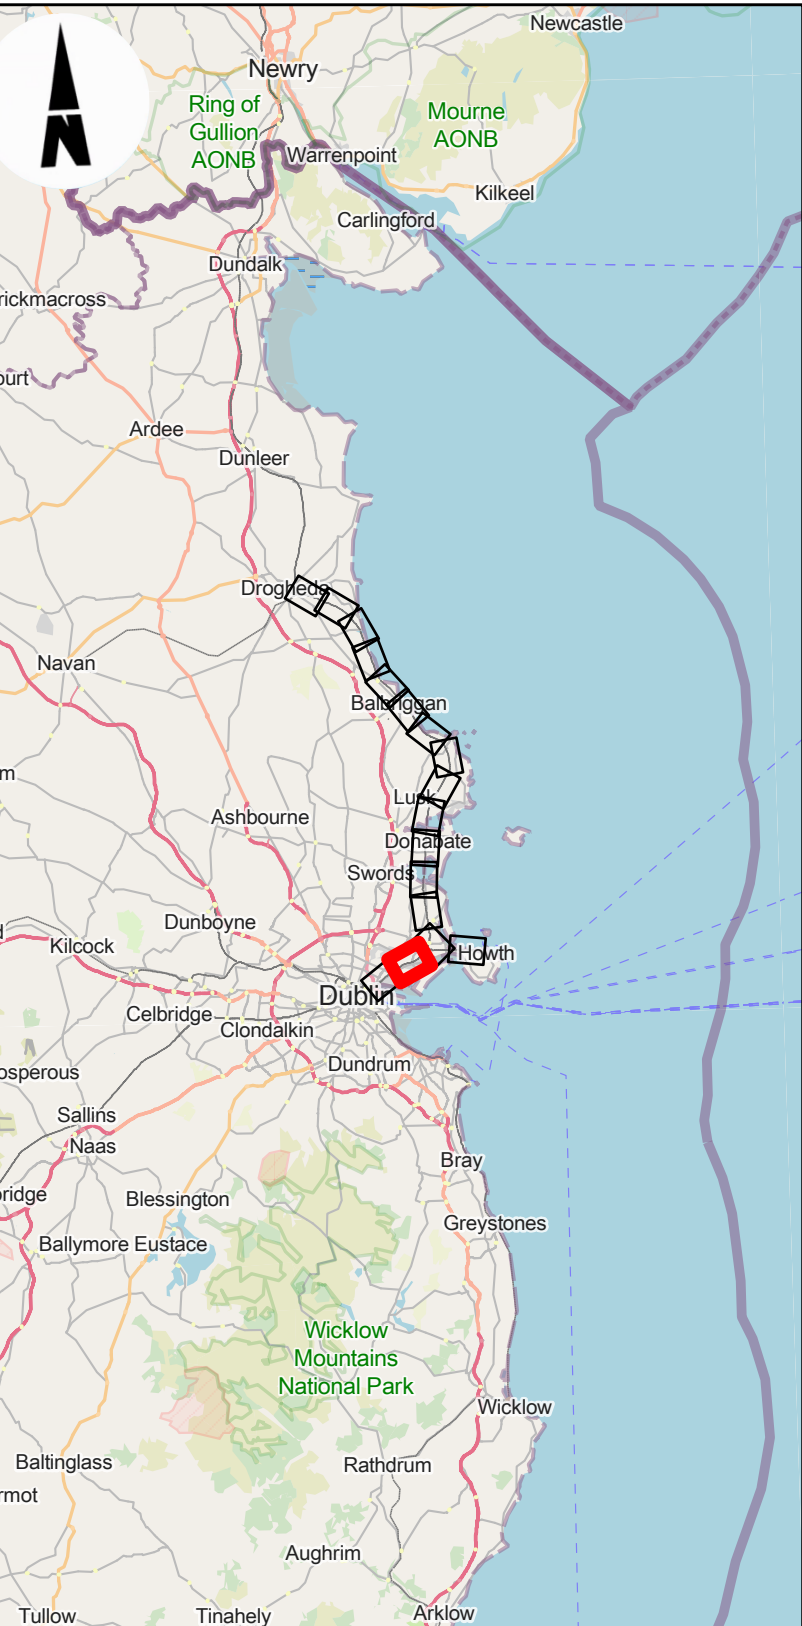 Newcastle
Newry
Ring of
Gullion
AONB
Mourne
AONB
N
Warrenpoint
Kilkeel
Carlingford
Dundalk
rickmacross
ourt
Ardee
Dunleer
Drogheda
Navan
Balbriggan
m
Lusk
Ashbourne
Donabate
Swords
Dunboyne
d
Kilcock
Howth
Dublin
Celbridge
Clondalkin
Dundrum
osperous
Sallins
Naas
Bray
bridge
Blessington
Greystones
Ballymore Eustace
Wicklow
Mountains
National Park
Wicklow
Baltinglass
Rathdrum
rmot
Aughrim
Tullow
Tinahely
Arklow